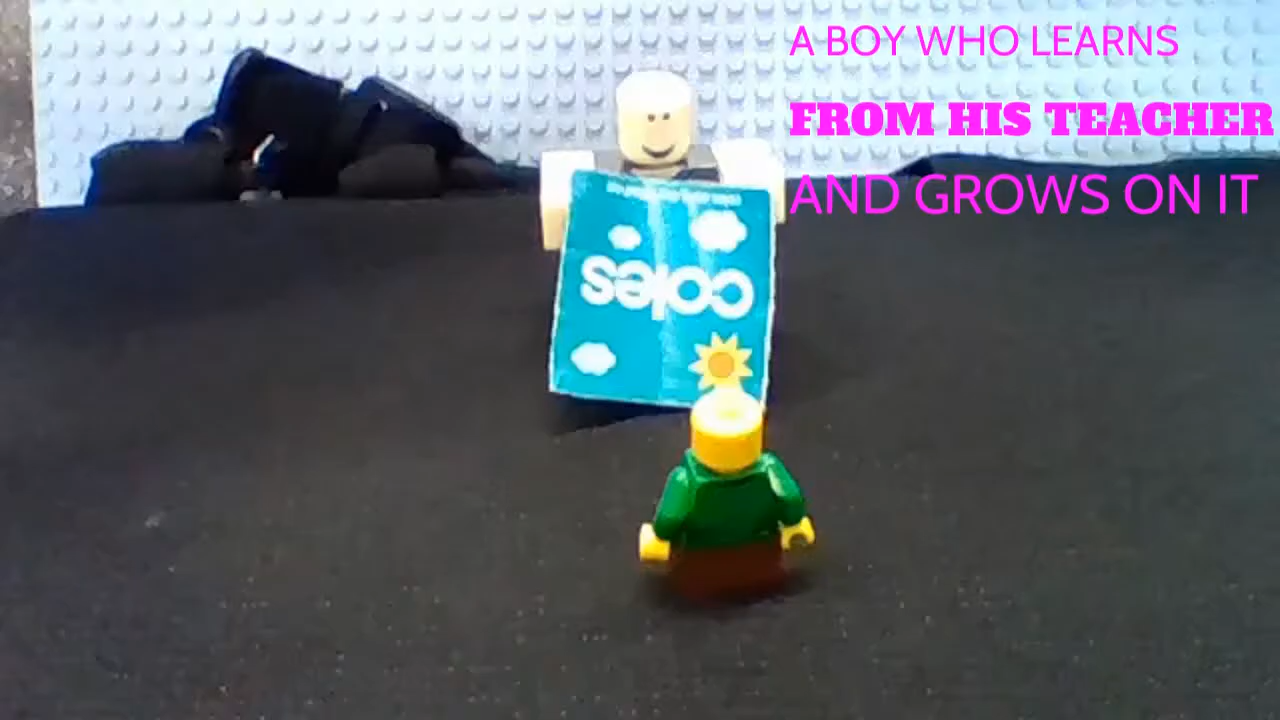 A BOY WHO LEARNS
FROM HIS TEACHER
AND GROWS ON IT
coles